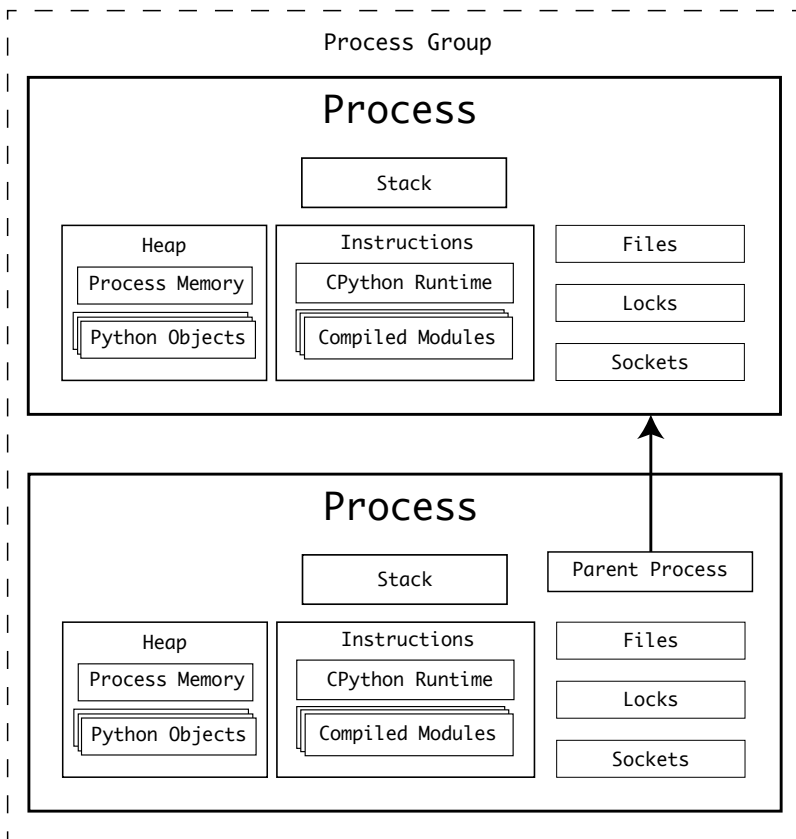 Process Group
Process
Stack
Heap
Process Memory
Python Objects
Instructions
CPython Runtime
Compiled Modules
Files
Locks
Sockets
Process
Stack
Parent Process
Heap
Process Memory
Python Objects
Instructions
CPython Runtime
Compiled Modules
Files
Locks
Sockets